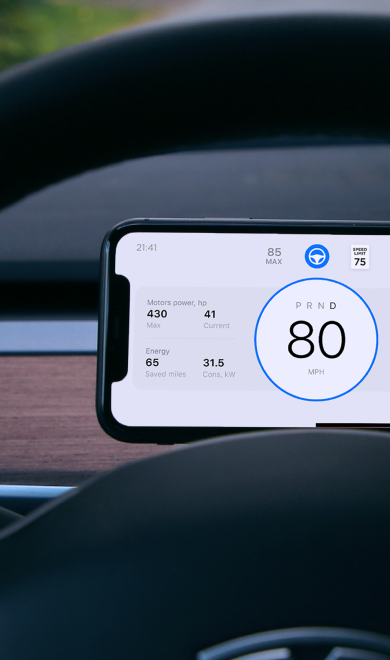 21:41
85
MAX
SPEED
LIMIT
75
Motors power, hp
430 41
Max Current
Energy
65 31.5
Saved miles Cons, kW
P R N D
80
MPH